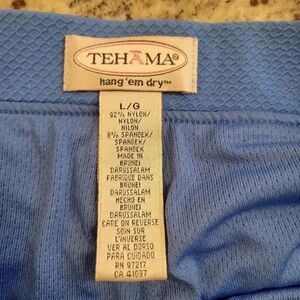 TEHAMA®
hang 'em dry™
L/G
92% NYLON/
NYLON/
NILON
8% SPANDEX/
SPANDEX/
SPANDEX
MADE IN
BRUNEI
DARUSSALAM
FABRIQUE DANS
BRUNEI
DARUSSALAM
HECHO EN
BRUNEI
DARUSSALAM
CARE ON REVERSE
SOIN SUR
L'INVERSE
VER AL DORSO
PARA CUIDADO
RN 97217
CA 41097